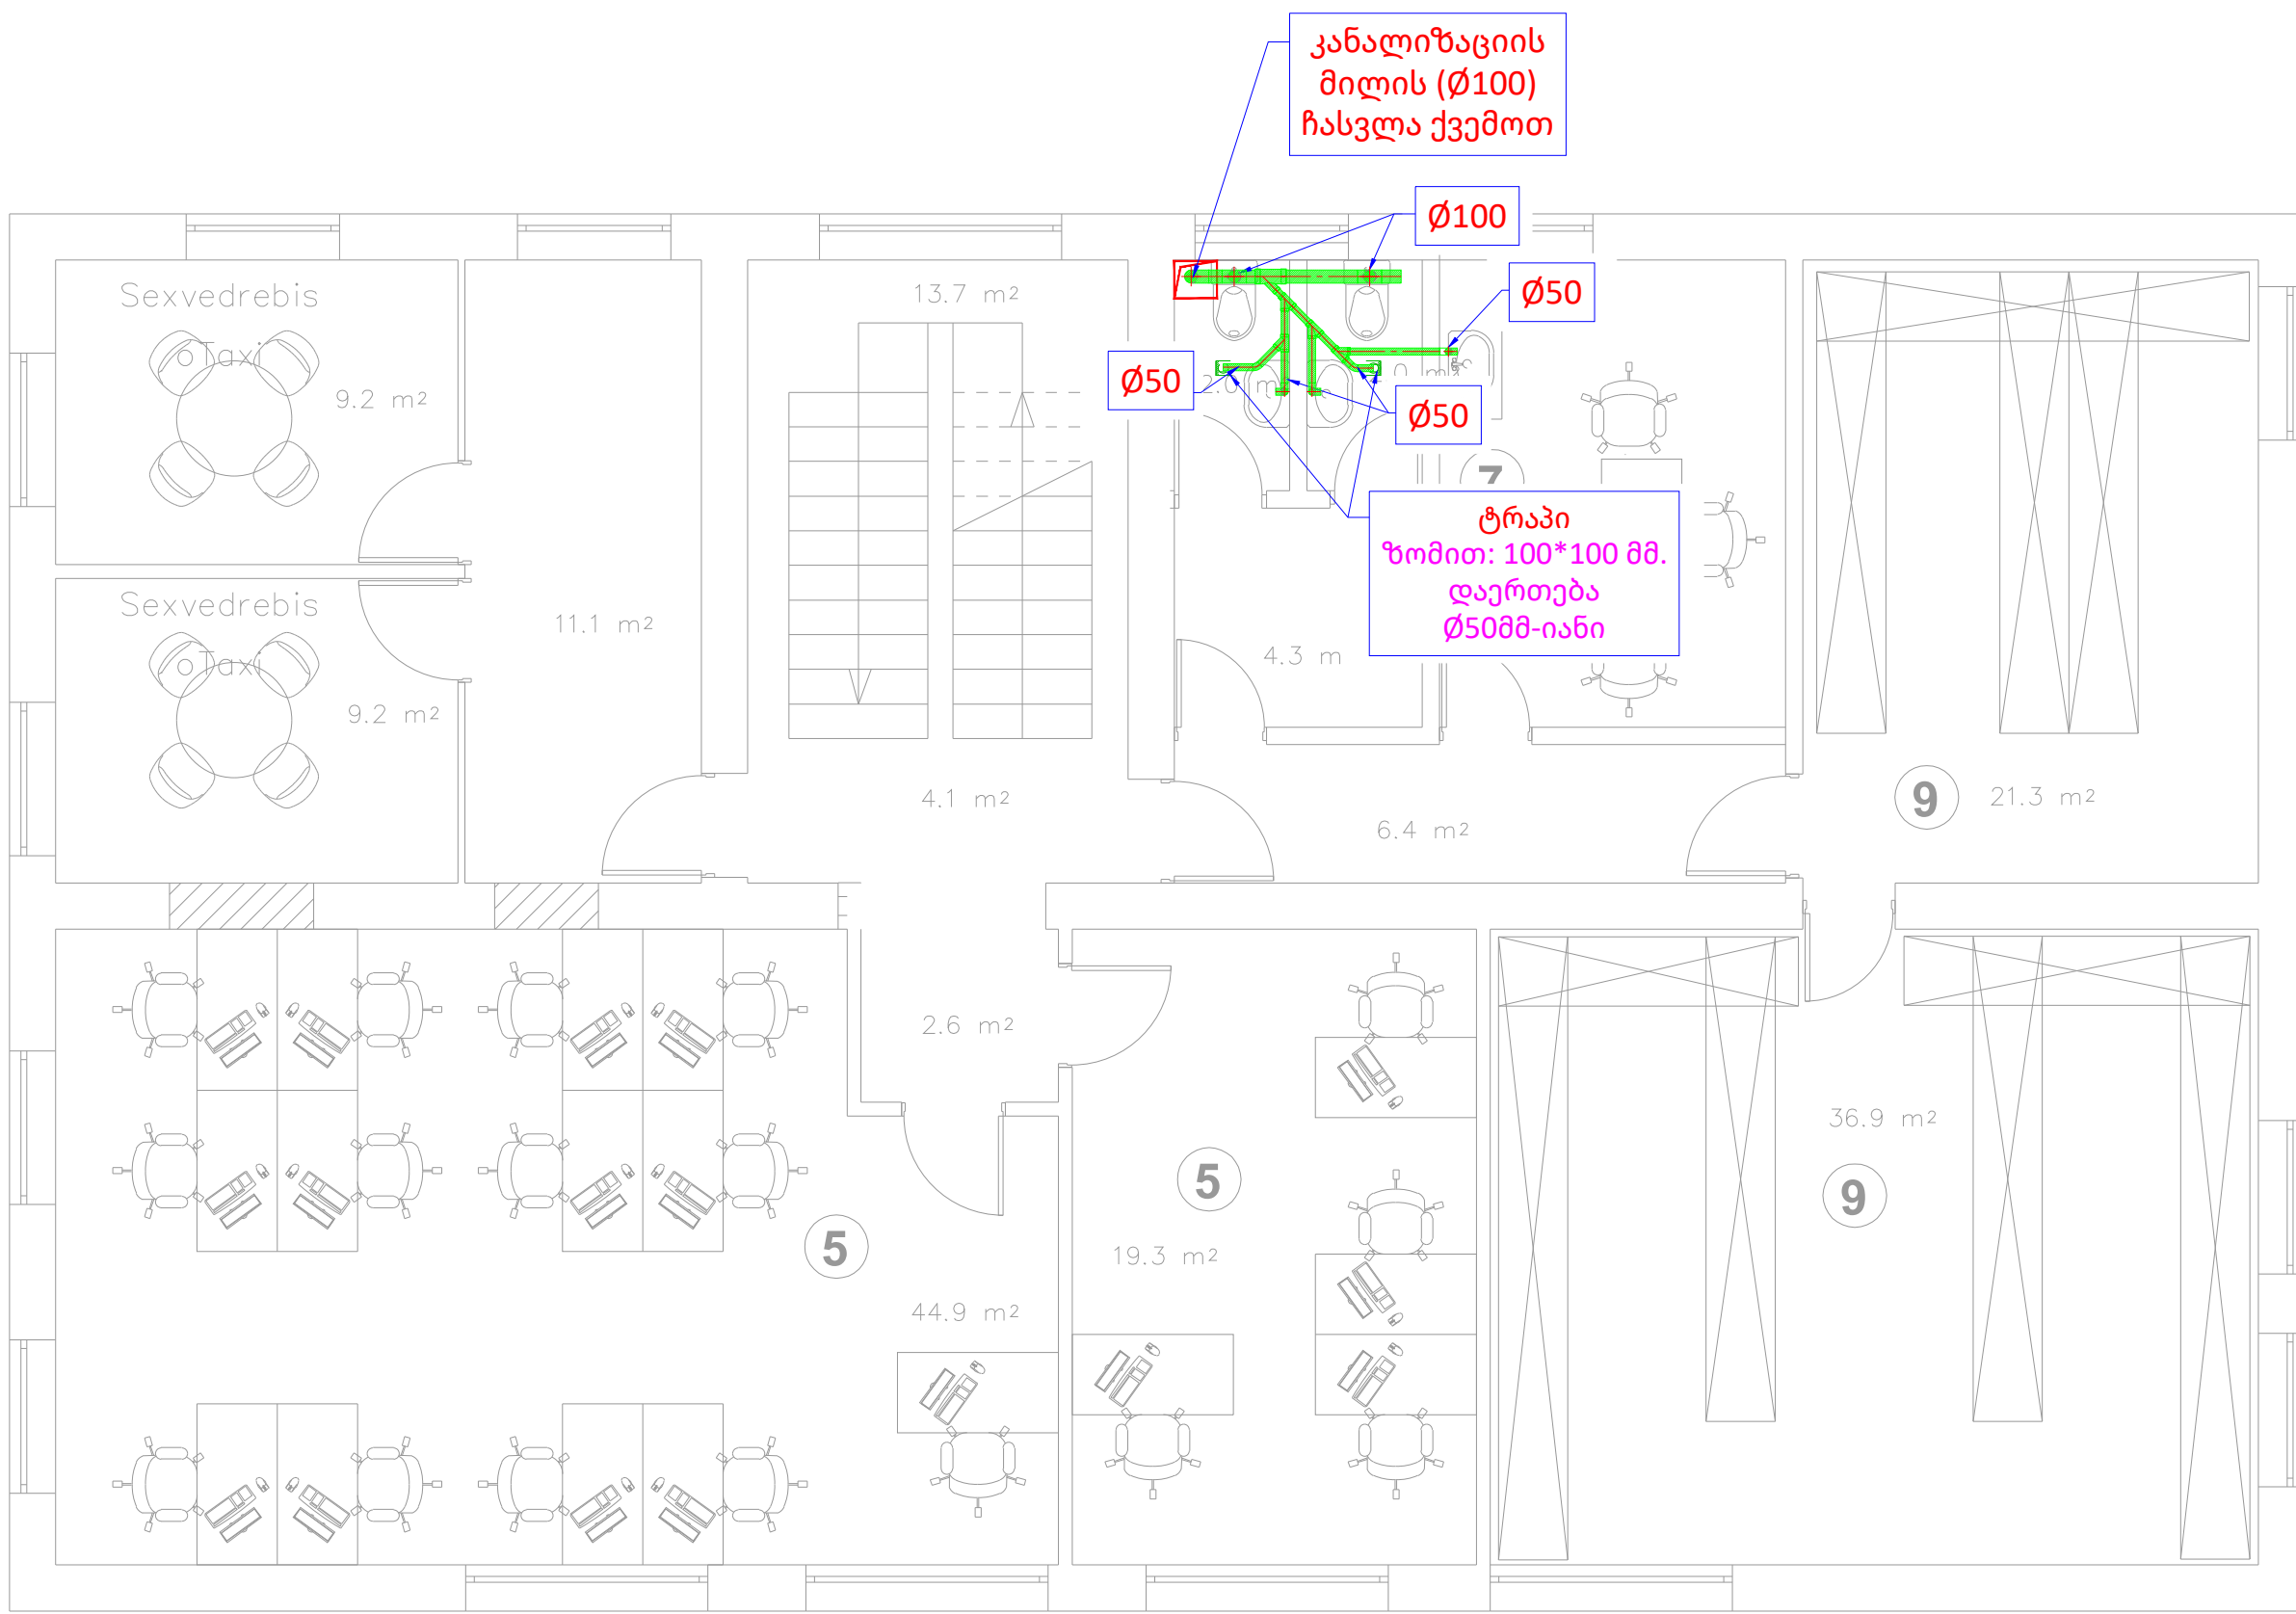 კანალიზაციის
მილის (Ø100)
ჩასვლა ქვემოთ
Ø100
Ø50
Sexvedrebis
oTaxi
9.2 m²
13.7 m²
Ø50
Ø50
7
ტრაპი
ზომით: 100*100 მმ.
დაერთება
Ø50მმ-იანი
Sexvedrebis
oTaxi
9.2 m²
11.1 m²
4.3 m
4.1 m²
6.4 m²
9
21.3 m²
2.6 m²
36.9 m²
5
9
5
19.3 m²
44.9 m²